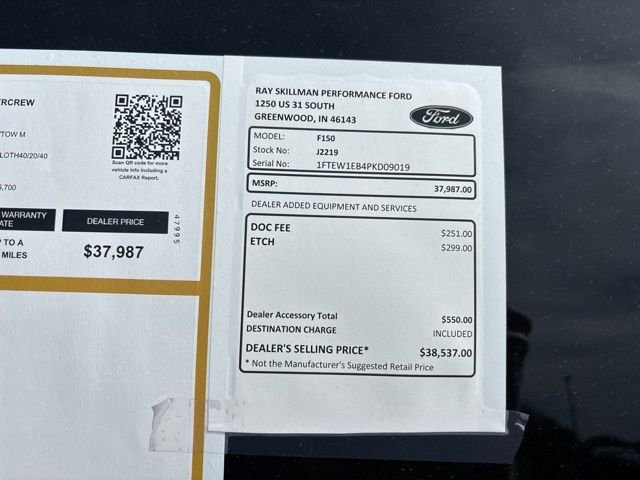 RCREW
TOW M
LOTH40/20/40
,700
Scan QR code for more
vehicle info including a
CARFAX Report.
WARRANTY
ATE
DEALER PRICE
P TO A
MILES
$37,987
47995
RAY SKILLMAN PERFORMANCE FORD
1250 US 31 SOUTH
GREENWOOD, IN 46143
Ford
MODEL: F150
Stock No: J2219
Serial No: 1FTEW1EB4PKD09019
MSRP: 37,987.00
DEALER ADDED EQUIPMENT AND SERVICES
DOC FEE $251.00
ETCH $299.00
Dealer Accessory Total $550.00
DESTINATION CHARGE INCLUDED
DEALER'S SELLING PRICE* $38,537.00
* Not the Manufacturer's Suggested Retail Price